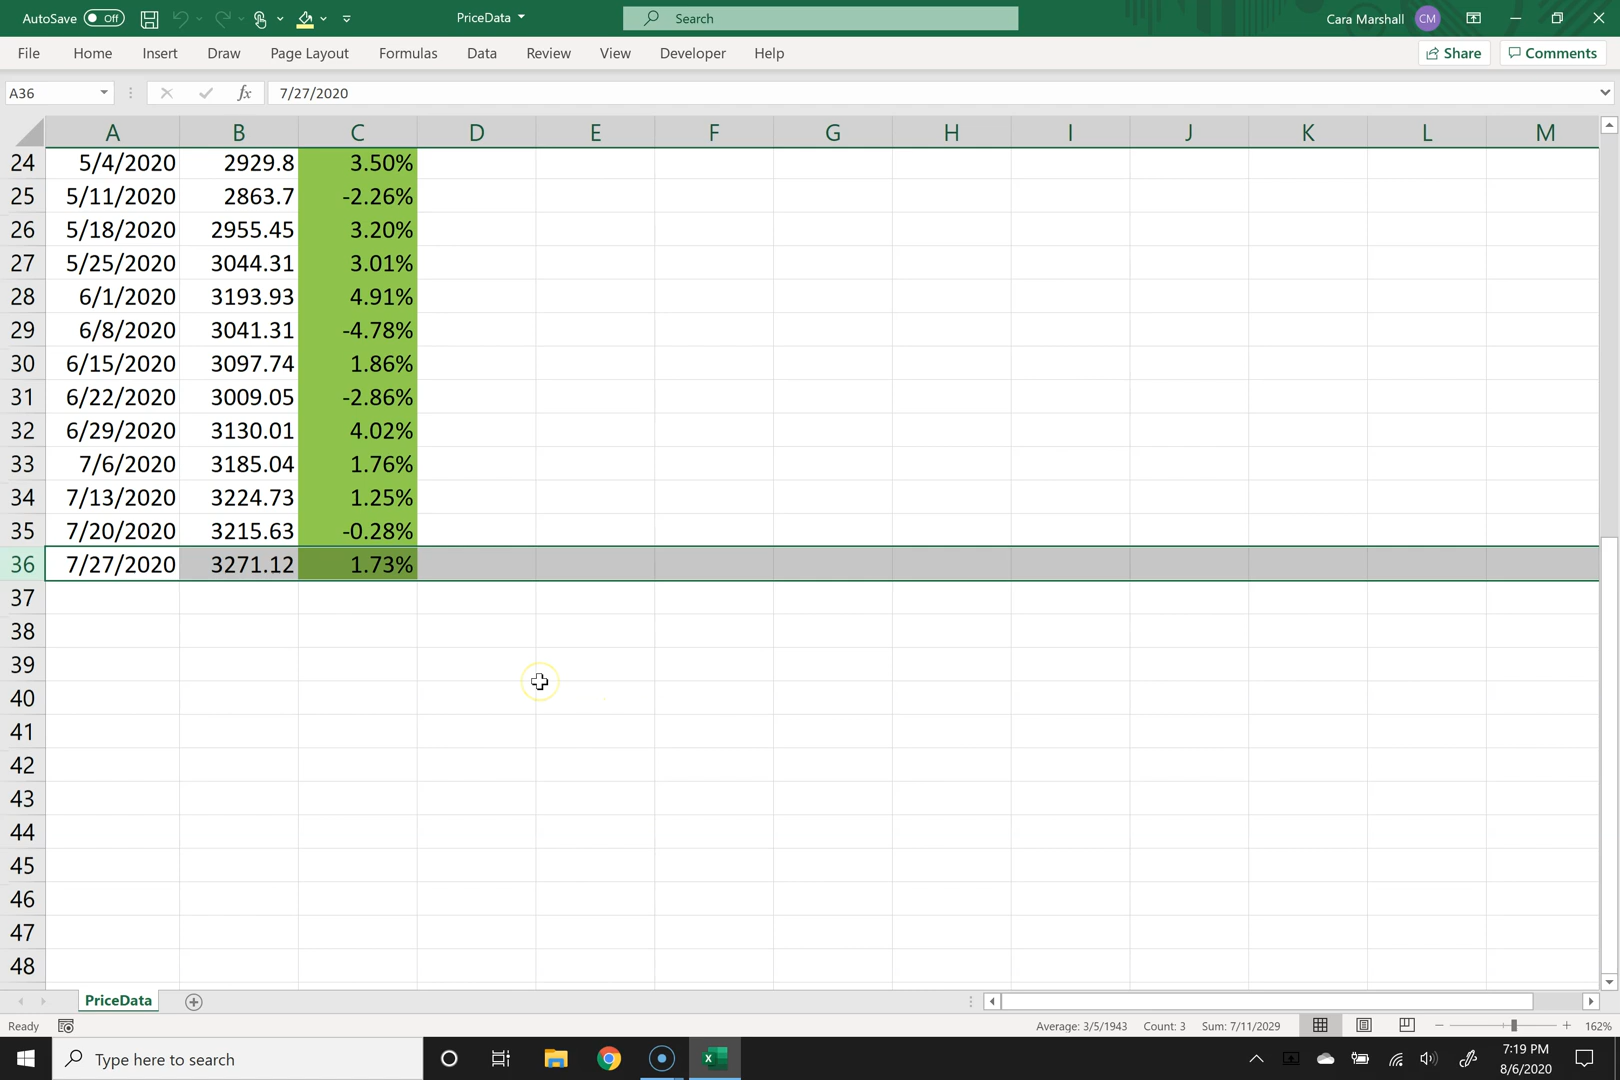 AutoSave Off PriceData Search Cara Marshall CM
File Home Insert Draw Page Layout Formulas Data Review View Developer Help Share Comments
A36 fx 7/27/2020
A B C D E F G H I J K L M
24 5/4/2020 2929.8 3.50%
25 5/11/2020 2863.7 -2.26%
26 5/18/2020 2955.45 3.20%
27 5/25/2020 3044.31 3.01%
28 6/1/2020 3193.93 4.91%
29 6/8/2020 3041.31 -4.78%
30 6/15/2020 3097.74 1.86%
31 6/22/2020 3009.05 -2.86%
32 6/29/2020 3130.01 4.02%
33 7/6/2020 3185.04 1.76%
34 7/13/2020 3224.73 1.25%
35 7/20/2020 3215.63 -0.28%
36 7/27/2020 3271.12 1.73%
37
38
39
40
41
42
43
44
45
46
47
48
PriceData
Ready Average: 3/5/1943 Count: 3 Sum: 7/11/2029 162%
Type here to search 7:19 PM
8/6/2020